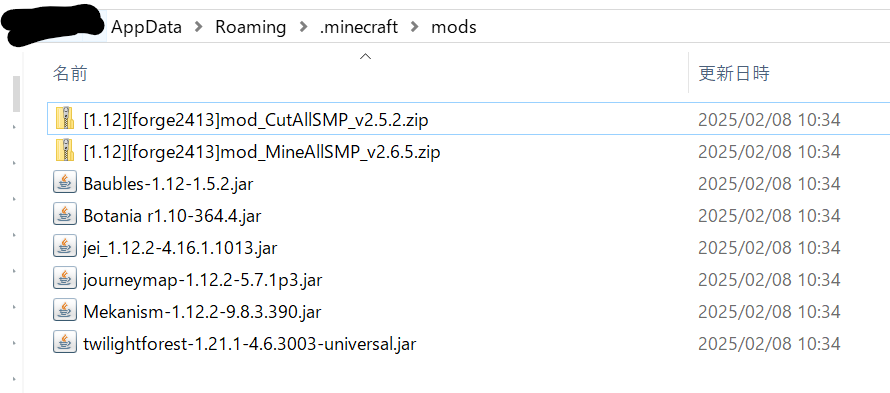 AppData > Roaming > .minecraft > mods
名前 更新日時
[1.12][forge2413]mod_CutAllSMP_v2.5.2.zip 2025/02/08 10:34
[1.12][forge2413]mod_MineAllSMP_v2.6.5.zip 2025/02/08 10:34
Baubles-1.12-1.5.2.jar 2025/02/08 10:34
Botania r1.10-364.4.jar 2025/02/08 10:34
jei_1.12.2-4.16.1.1013.jar 2025/02/08 10:34
journeymap-1.12.2-5.7.1p3.jar 2025/02/08 10:34
Mekanism-1.12.2-9.8.3.390.jar 2025/02/08 10:34
twilightforest-1.21.1-4.6.3003-universal.jar 2025/02/08 10:34